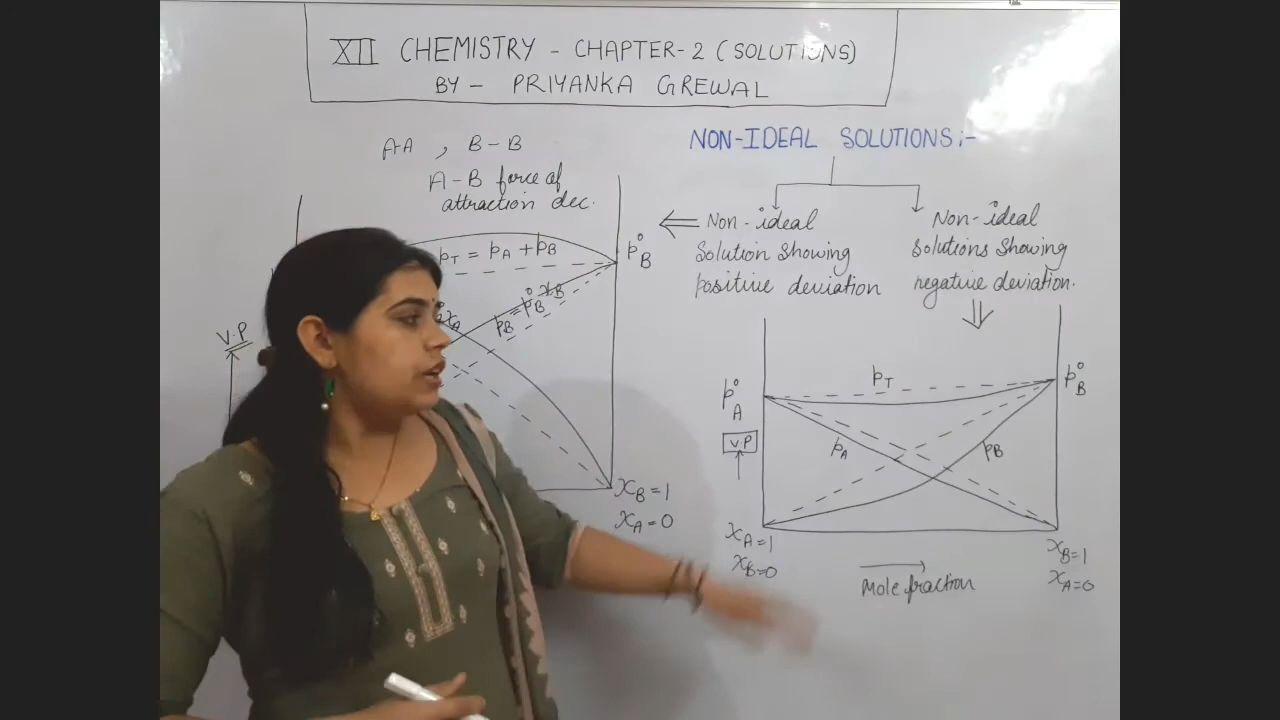 XII CHEMISTRY - CHAPTER-2 (SOLUTIONS)
BY - PRIYANKA GREWAL
AA , B-B
A-B force of
attraction dec.
NON-IDEAL SOLUTIONS:-
Non-ideal
solution showing
positive deviation
Non-ideal
solutions showing
negative deviation.
pT = pA + pB
p°B
pB = p°B xB
xA
V.P
xB=1
xA=0
pT
p°A
p°B
V.P
pA
pB
xA=1
xB=0
xB=1
xA=0
Mole fraction